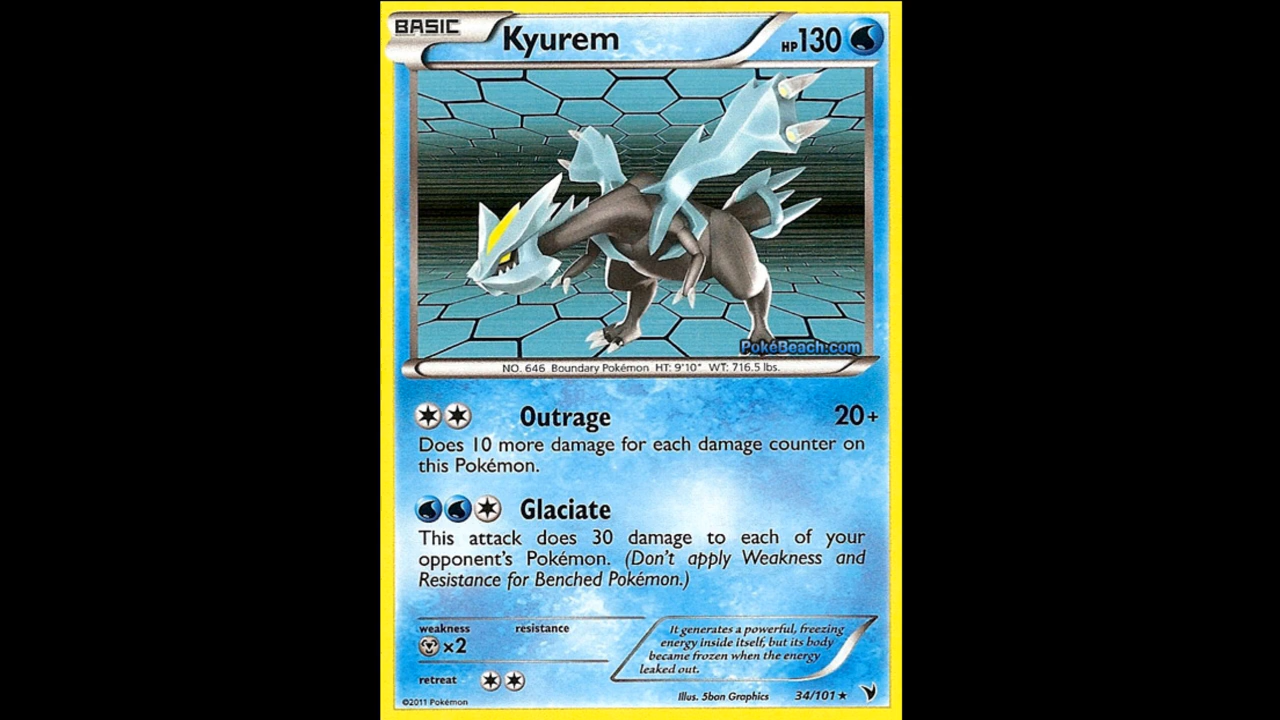 BASIC
Kyurem
HP130
PokéBeach.com
NO. 646 Boundary Pokémon HT: 9'10" WT: 716.5 lbs.
Outrage 20+
Does 10 more damage for each damage counter on
this Pokémon.
Glaciate
This attack does 30 damage to each of your
opponent's Pokémon. (Don't apply Weakness and
Resistance for Benched Pokémon.)
weakness resistance
×2
retreat
It generates a powerful, freezing
energy inside itself, but its body
became frozen when the energy
leaked out.
Illus. 5ban Graphics 34/101★
©2011 Pokémon